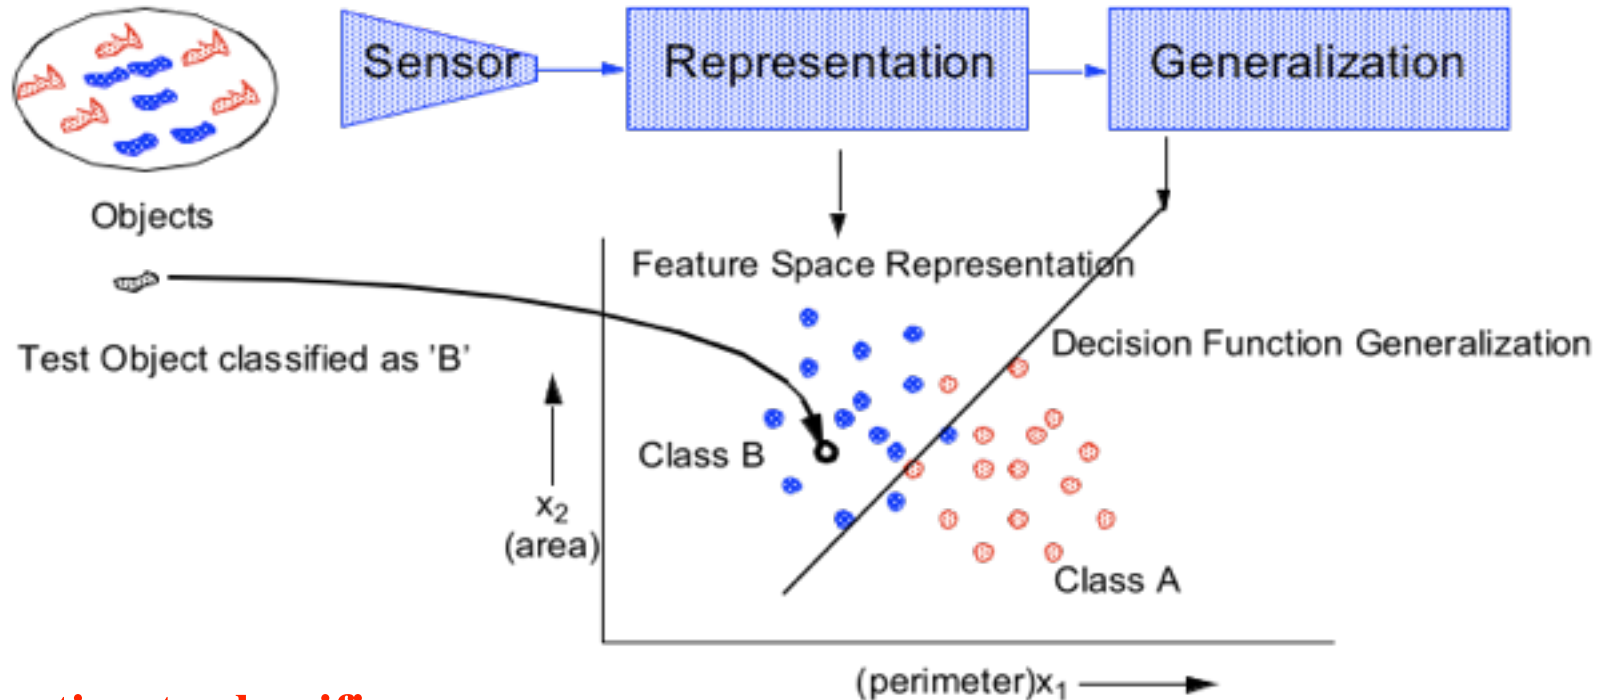 Sensor
Representation
Generalization
Objects
Feature Space Representation
Test Object classified as 'B'
Decision Function Generalization
Class B
x2
(area)
Class A
(perimeter)x1